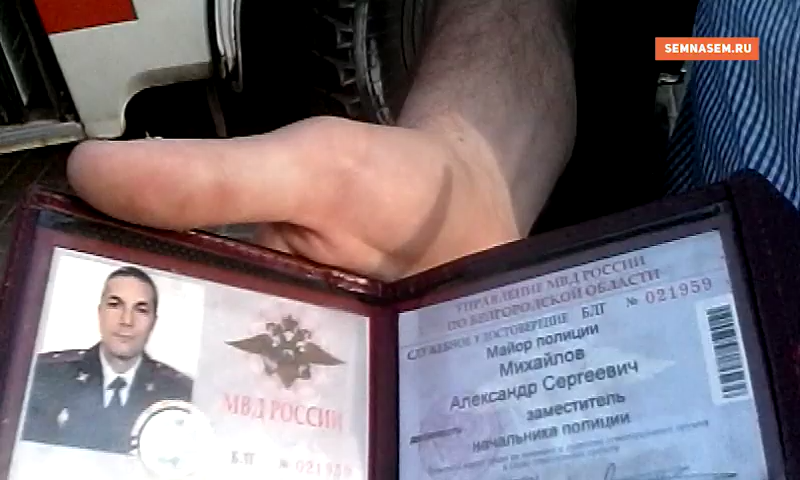 SEMNASEM.RU
МВД РОССИИ
БЛГ № 021959
УПРАВЛЕНИЕ МВД РОССИИ
ПО БЕЛГОРОДСКОЙ ОБЛАСТИ
СЛУЖЕБНОЕ УДОСТОВЕРЕНИЕ БЛГ № 021959
Майор полиции
Михайлов
Александр Сергеевич
должность заместитель
начальника полиции